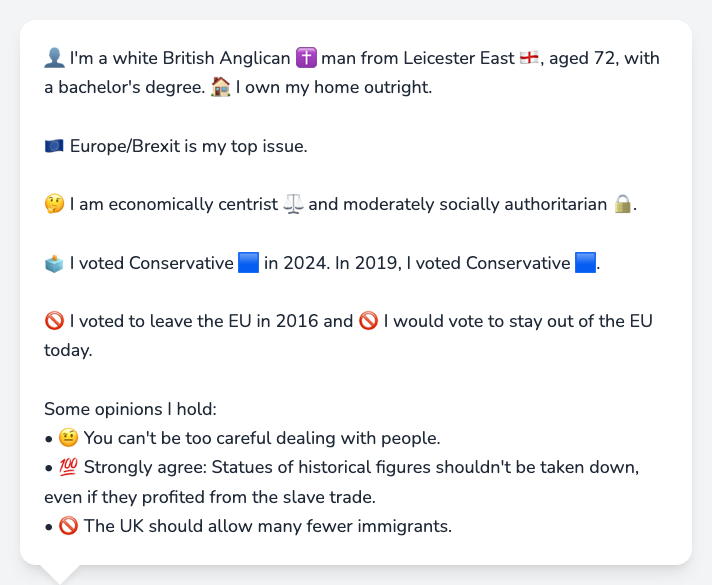 👤 I'm a white British Anglican ✝️ man from Leicester East 🏴󠁧󠁢󠁥󠁮󠁧󠁿, aged 72, with
a bachelor's degree. 🏠 I own my home outright.
🇪🇺 Europe/Brexit is my top issue.
🤔 I am economically centrist ⚖️ and moderately socially authoritarian 🔒.
🗳️ I voted Conservative 🟦 in 2024. In 2019, I voted Conservative 🟦.
🚫 I voted to leave the EU in 2016 and 🚫 I would vote to stay out of the EU
today.
Some opinions I hold:
• 🤨 You can't be too careful dealing with people.
• 💯 Strongly agree: Statues of historical figures shouldn't be taken down,
even if they profited from the slave trade.
• 🚫 The UK should allow many fewer immigrants.